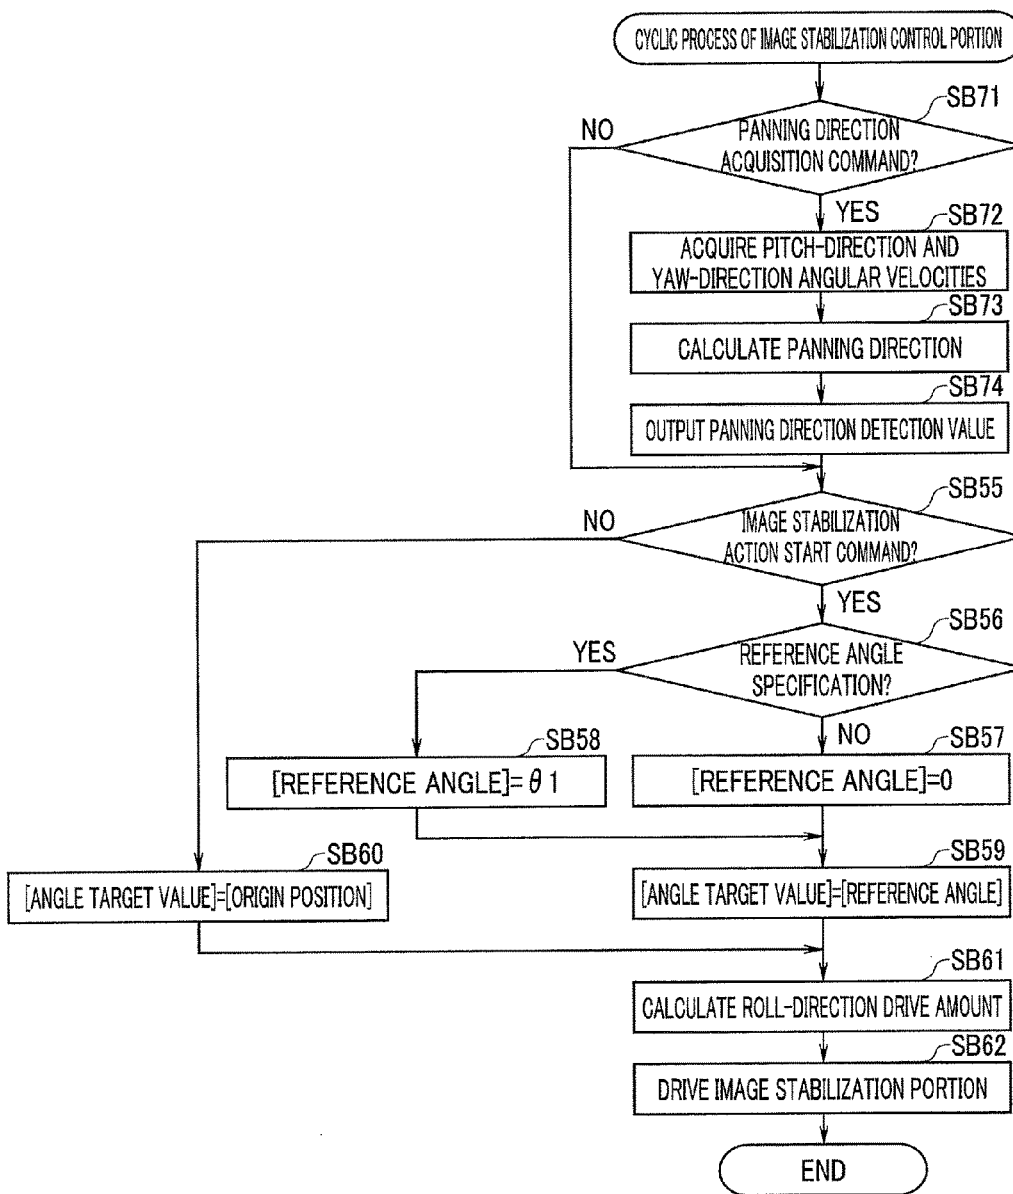 CYCLIC PROCESS OF IMAGE STABILIZATION CONTROL PORTION
SB71
NO
PANNING DIRECTION
ACQUISITION COMMAND?
YES
SB72
ACQUIRE PITCH-DIRECTION AND
YAW-DIRECTION ANGULAR VELOCITIES
SB73
CALCULATE PANNING DIRECTION
SB74
OUTPUT PANNING DIRECTION DETECTION VALUE
SB55
NO
IMAGE STABILIZATION
ACTION START COMMAND?
YES
SB56
YES
REFERENCE ANGLE
SPECIFICATION?
NO
SB58
SB57
[REFERENCE ANGLE]=θ1
[REFERENCE ANGLE]=0
SB60
SB59
[ANGLE TARGET VALUE]=[ORIGIN POSITION]
[ANGLE TARGET VALUE]=[REFERENCE ANGLE]
SB61
CALCULATE ROLL-DIRECTION DRIVE AMOUNT
SB62
DRIVE IMAGE STABILIZATION PORTION
END